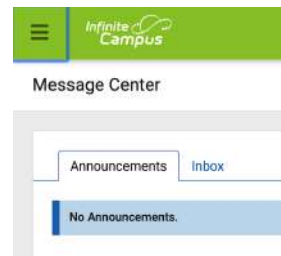 Infinite
Campus
Message Center
Announcements Inbox
No Announcements.